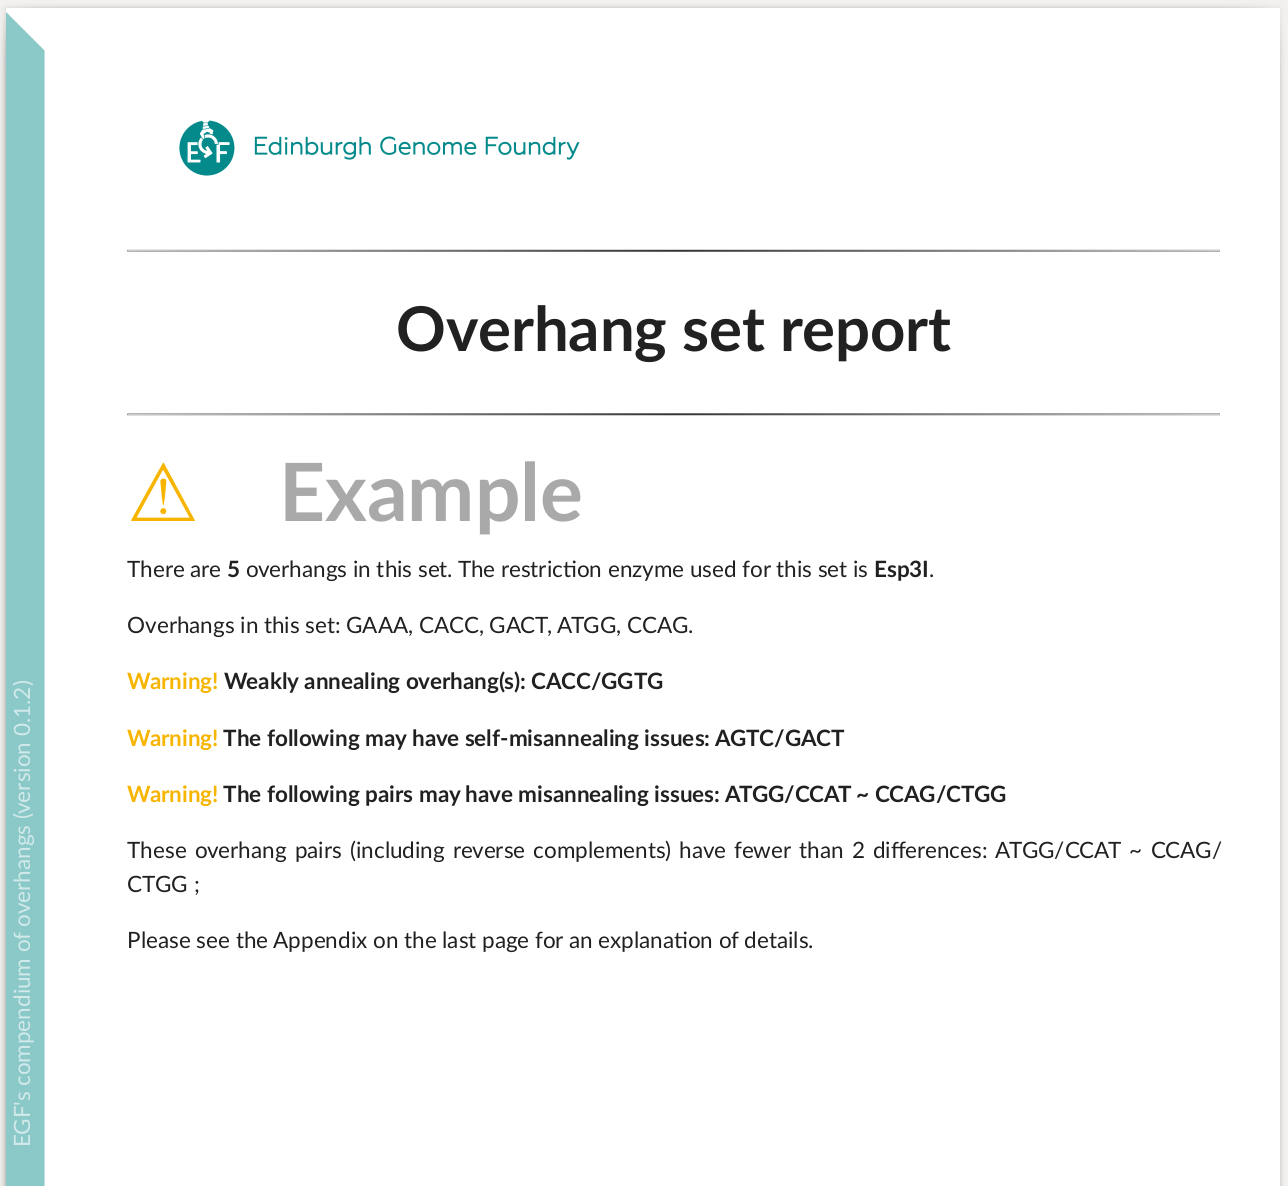 EGF
Edinburgh Genome Foundry
Overhang set report
Example
There are 5 overhangs in this set. The restriction enzyme used for this set is Esp3I.
Overhangs in this set: GAAA, CACC, GACT, ATGG, CCAG.
Warning! Weakly annealing overhang(s): CACC/GGTG
Warning! The following may have self-misannealing issues: AGTC/GACT
Warning! The following pairs may have misannealing issues: ATGG/CCAT ~ CCAG/CTGG
These overhang pairs (including reverse complements) have fewer than 2 differences: ATGG/CCAT ~ CCAG/
CTGG ;
Please see the Appendix on the last page for an explanation of details.
EGF's compendium of overhangs (version 0.1.2)